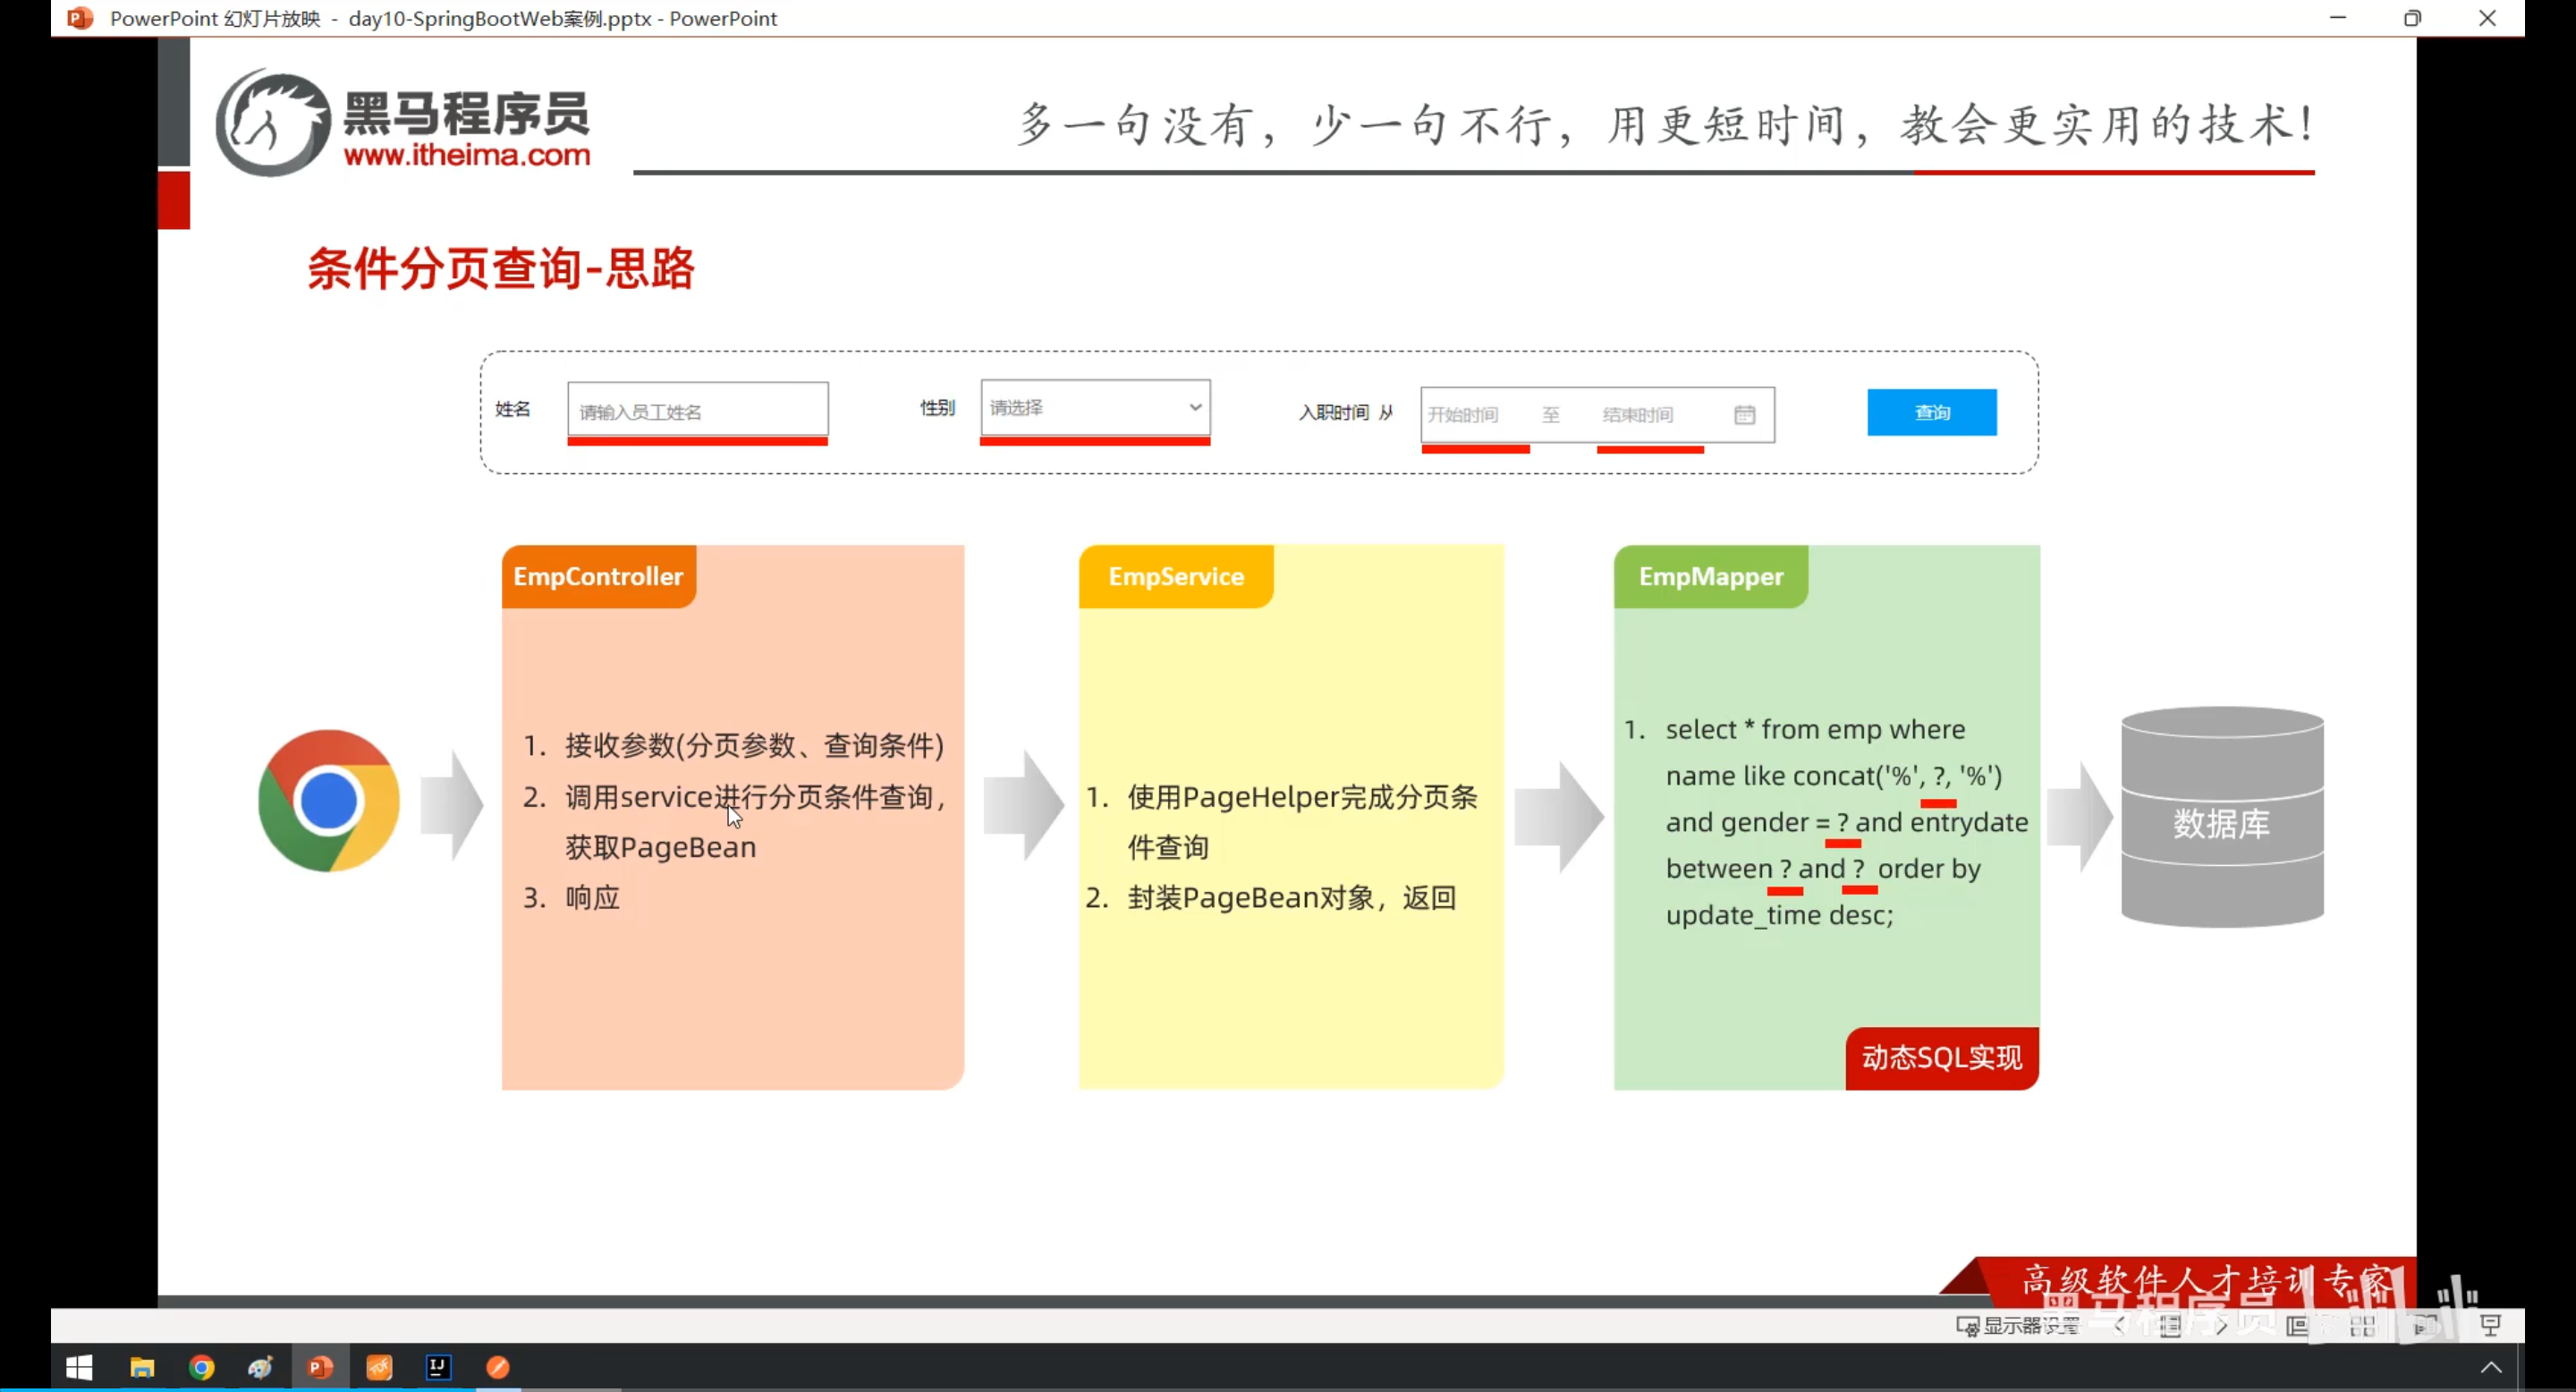 PowerPoint 幻灯片放映 - day10-SpringBootWeb案例.pptx - PowerPoint
黑马程序员
www.itheima.com
多一句没有，少一句不行，用更短时间，教会更实用的技术！
条件分页查询-思路
姓名 请输入员工姓名 性别 请选择 入职时间 从 开始时间 至 结束时间 查询
EmpController
1. 接收参数(分页参数、查询条件)
2. 调用service进行分页条件查询，
获取PageBean
3. 响应
EmpService
1. 使用PageHelper完成分页条
件查询
2. 封装PageBean对象，返回
EmpMapper
1. select * from emp where
name like concat('%', ?, '%')
and gender = ? and entrydate
between ? and ? order by
update_time desc;
动态SQL实现
数据库
高级软件人才培训专家
黑马程序员
显示器设置